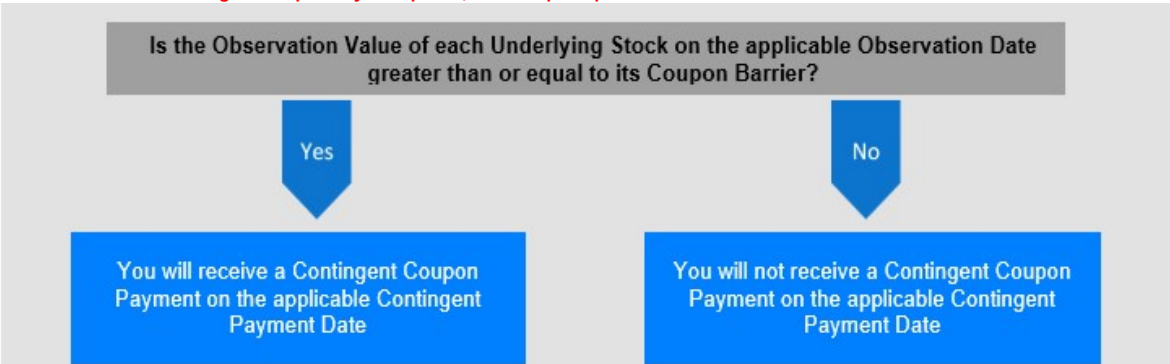 Is the Observation Value of each Underlying Stock on the applicable Observation Date
greater than or equal to its Coupon Barrier?
Yes
No
You will receive a Contingent Coupon
Payment on the applicable Contingent
Payment Date
You will not receive a Contingent Coupon
Payment on the applicable Contingent
Payment Date